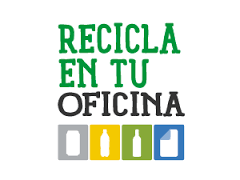 RECICLA
EN TU
OFICINA